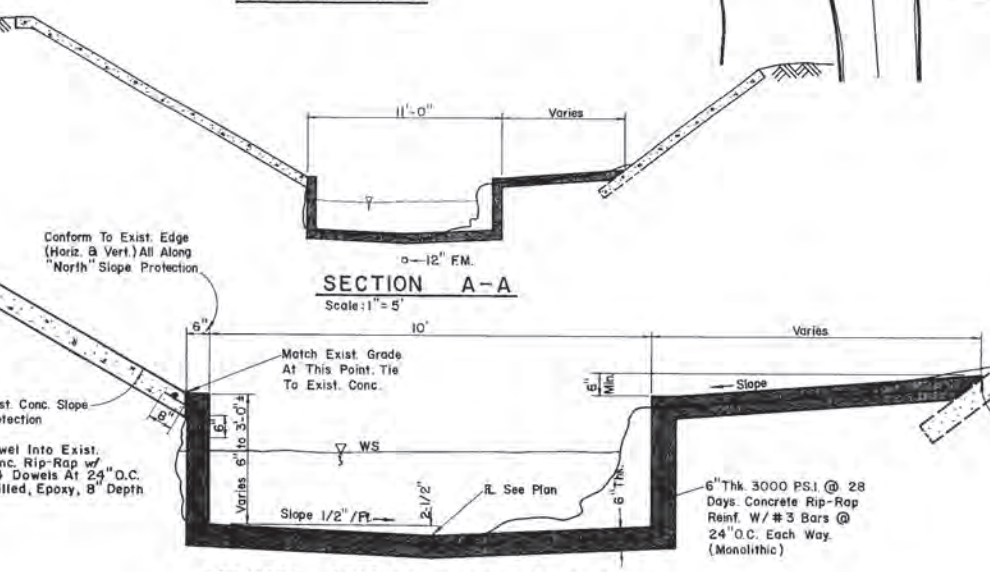 11'-0"
Varies
12" F.M.
SECTION A-A
Scale: 1" = 5'
Conform To Exist. Edge
(Horiz. & Vert.) All Along
"North" Slope Protection
6"
10'
Varies
Match Exist. Grade
At This Point. Tie
To Exist. Conc.
6"
Min.
Slope
Conc. Slope
8"
6"
Varies 6" to 3'-0" ±
WS
Into Exist.
Rip-Rap w/
Dowels At 24" O.C.
Epoxy, 8" Depth
Slope 1/2"/Ft.
2-1/2"
See Plan
6" Thk.
6" Thk. 3000 P.S.I. @ 28
Days. Concrete Rip-Rap
Reinf. W/ #3 Bars @
24" O.C. Each Way.
(Monolithic)